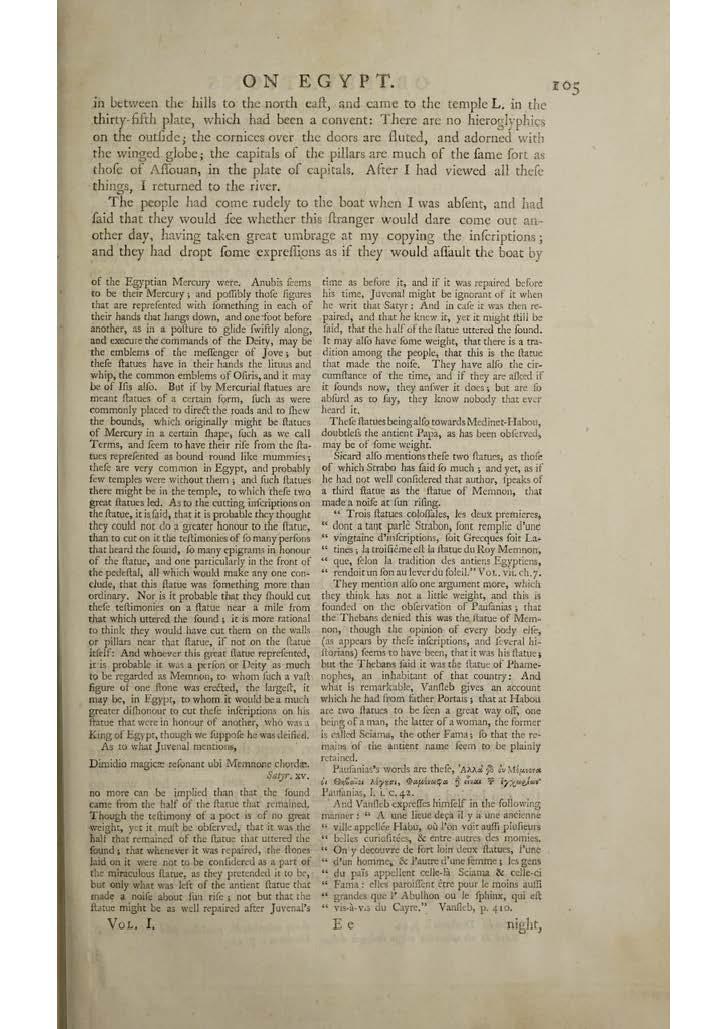 ON EGYPT. 105
in between the hills to the north eaſt, and came to the temple L. in the
thirty-fifth plate, which had been a convent: There are no hieroglyphics
on the outſide; the cornices over the doors are fluted, and adorned with
the winged globe; the capitals of the pillars are much of the ſame ſort as
thoſe of Aſſouan, in the plate of capitals. After I had viewed all theſe
things, I returned to the river.
The people had come rudely to the boat when I was abſent, and had
ſaid that they would ſee whether this ſtranger would dare come out an-
other day, having taken great umbrage at my copying the inſcriptions;
and they had dropt ſome expreſſions as if they would aſſault the boat by
of the Egyptian Mercury were. Anubis ſeems
to be their Mercury; and poſſibly thoſe figures
that are repreſented with ſomething in each of
their hands that hangs down, and one foot before
another, as in a poſture to glide ſwiftly along,
and execute the commands of the Deity, may be
the emblems of the meſſenger of Jove; but
theſe ſtatues have in their hands the lituus and
whip, the common emblems of Oſiris, and it may
be of Iſis alſo. But if by Mercurial ſtatues are
meant ſtatues of a certain form, ſuch as were
commonly placed to direct the roads and to ſhew
the bounds, which originally might be ſtatues
of Mercury in a certain ſhape, ſuch as we call
Terms, and ſeem to have their riſe from the ſta-
tues repreſented as bound round like mummies;
theſe are very common in Egypt, and probably
few temples were without them; and ſuch ſtatues
there might be in the temple, to which theſe two
great ſtatues led. As to the cutting inſcriptions on
the ſtatue, it is ſaid, that it is probable they thought
they could not do a greater honour to the ſtatue,
than to cut on it the teſtimonies of ſo many perſons
that heard the ſound, ſo many epigrams in honour
of the ſtatue, and one particularly in the front of
the pedeſtal, all which would make any one con-
clude, that this ſtatue was ſomething more than
ordinary. Nor is it probable that they ſhould cut
theſe teſtimonies on a ſtatue near a mile from
that which uttered the ſound; it is more rational
to think they would have cut them on the walls
or pillars near that ſtatue, if not on the ſtatue
itſelf: And whoever this great ſtatue repreſented,
it is probable it was a perſon or Deity as much
to be regarded as Memnon, to whom ſuch a vaſt
figure of one ſtone was erected, the largeſt, it
may be, in Egypt, to whom it would be a much
greater diſhonour to cut theſe inſcriptions on his
ſtatue that were in honour of another, who was a
King of Egypt, though we ſuppoſe he was deified.
As to what Juvenal mentions,
Dimidio magicæ reſonant ubi Memnone chordæ.
Satyr. xv.
no more can be implied than that the ſound
came from the half of the ſtatue that remained.
Though the teſtimony of a poet is of no great
weight, yet it muſt be obſerved, that it was the
half that remained of the ſtatue that uttered the
ſound; that whenever it was repaired, the ſtones
laid on it were not to be conſidered as a part of
the miraculous ſtatue, as they pretended it to be,
but only what was left of the antient ſtatue that
made a noiſe about ſun riſe; not but that the
ſtatue might be as well repaired after Juvenal's
time as before it, and if it was repaired before
his time, Juvenal might be ignorant of it when
he writ that Satyr: And in caſe it was then re-
paired, and that he knew it, yet it might ſtill be
ſaid, that the half of the ſtatue uttered the ſound.
It may alſo have ſome weight, that there is a tra-
dition among the people, that this is the ſtatue
that made the noiſe. They have alſo the cir-
cumſtance of the time, and if they are aſked if
it ſounds now, they anſwer it does; but are ſo
abſurd as to ſay, they know nobody that ever
heard it.
Theſe ſtatues being alſo towards Medinet-Habou,
doubtleſs the antient Papa, as has been obſerved,
may be of ſome weight.
Sicard alſo mentions theſe two ſtatues, as thoſe
of which Strabo has ſaid ſo much; and yet, as if
he had not well conſidered that author, ſpeaks of
a third ſtatue as the ſtatue of Memnon, that
made a noiſe at ſun riſing.
“ Trois ſtatues coloſſales, les deux premieres,
“ dont a tant parlè Strabon, ſont remplie d'une
“ vingtaine d'inſcriptions, ſoit Grecques ſoit La-
“ tines; la troiſiéme eſt la ſtatue du Roy Memnon,
“ que, ſelon la tradition des antiens Egyptiens,
“ rendoit un ſon au lever du ſoleil.” VOL. vii. ch. 7.
They mention alſo one argument more, which
they think has not a little weight, and this is
founded on the obſervation of Pauſanias; that
the Thebans denied this was the ſtatue of Mem-
non, though the opinion of every body elſe,
(as appears by theſe inſcriptions, and ſeveral hi-
ſtorians) ſeems to have been, that it was his ſtatue;
but the Thebans ſaid it was the ſtatue of Phame-
nophes, an inhabitant of that country: And
what is remarkable, Vanſleb gives an account
which he had from father Portais; that at Habou
are two ſtatues to be ſeen a great way off, one
being of a man, the latter of a woman, the former
is called Sciama, the other Fama; ſo that the re-
mains of the antient name ſeem to be plainly
retained.
Pauſanias's words are theſe,
Pauſanias, l. i. c. 42.
And Vanſleb expreſſes himſelf in the following
manner: “ A une lieue deça il y a une ancienne
“ ville appellée Habu, où l'on voit auſſi pluſieurs
“ belles curioſitées, & entre autres des momies.
“ On y decouvre de fort loin deux ſtatues, l'une
“ d'un homme, & l'autre d'une femme; les gens
“ du païs appellent celle-là Sciama & celle-ci
“ Fama: elles paroiſſent être pour le moins auſſi
“ grandes que l' Abulhon ou le ſphinx, qui eſt
“ vis-à-vis du Cayre.” Vanſleb, p. 410.
VOL. I. E e night,